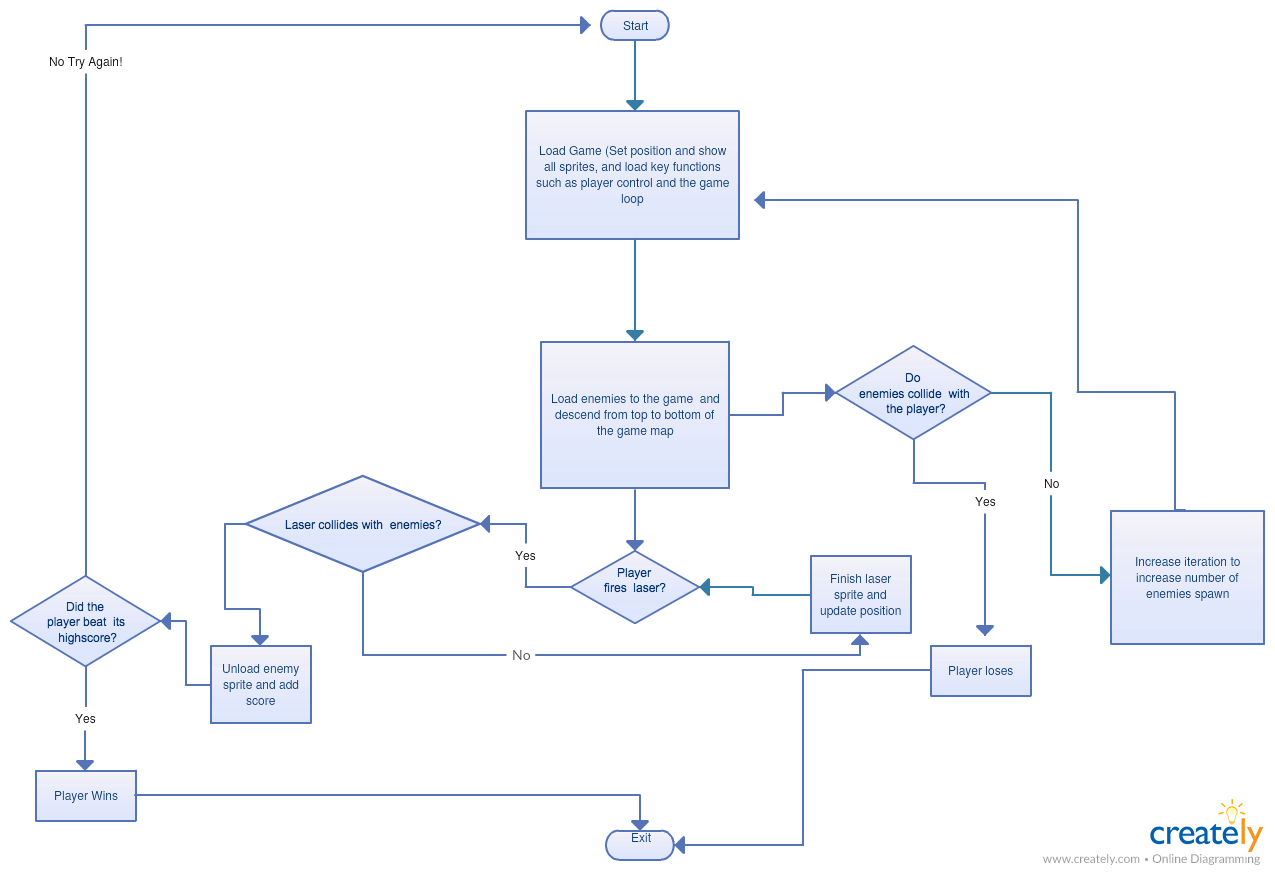 Start
No Try Again!
Load Game (Set position and show
all sprites, and load key functions
such as player control and the game
loop
Load enemies to the game and
descend from top to bottom of
the game map
Do
enemies collide with
the player?
No
Yes
Laser collides with enemies?
Yes
Player
fires laser?
Finish laser
sprite and
update position
Increase iteration to
increase number of
enemies spawn
Did the
player beat its
highscore?
No
Unload enemy
sprite and add
score
Player loses
Yes
Player Wins
Exit
creately
www.creately.com • Online Diagramming